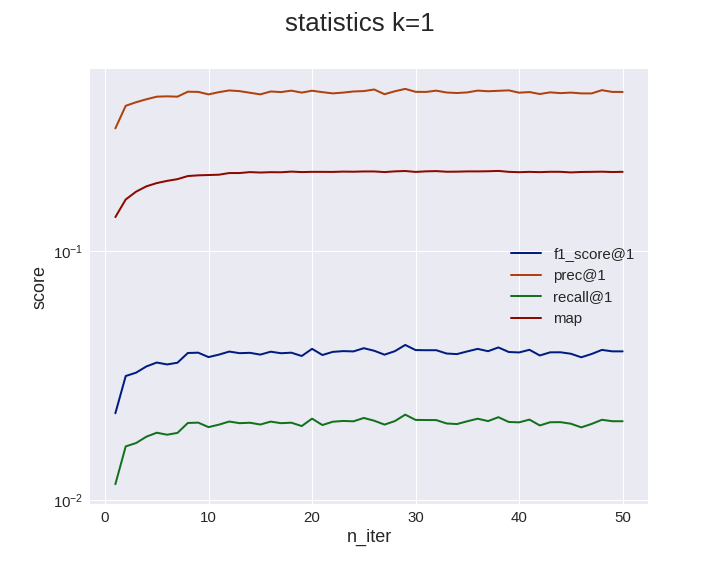 statistics k=1
score
10⁻¹
10⁻²
f1_score@1
prec@1
recall@1
map
0 10 20 30 40 50
n_iter